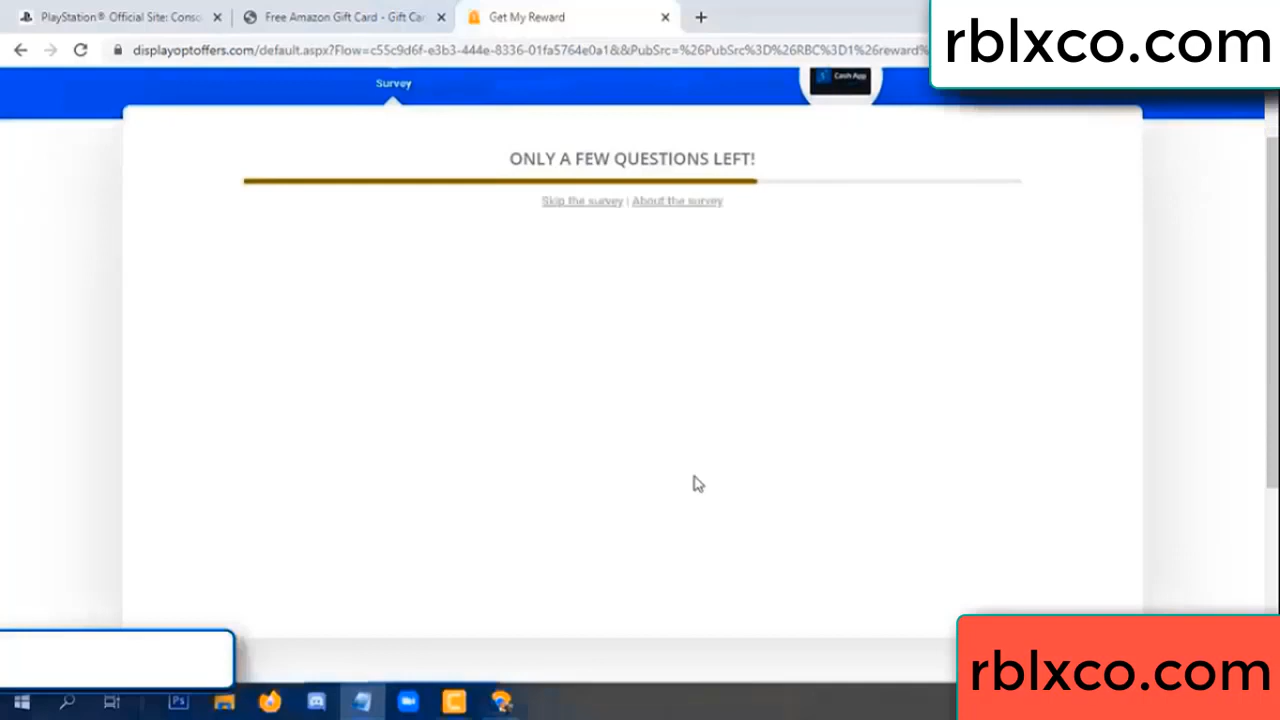 PlayStation® Official Site: Conso
Free Amazon Gift Card - Gift Car
Get My Reward
rblxco.com
displayoptoffers.com/default.aspx?Flow=c55c9d6f-e3b3-444e-8336-01fa5764e0a1&&PubSrc=%26PubSrc%3D%26RBC%3D1%26reward%
Survey
Cash App
ONLY A FEW QUESTIONS LEFT!
Skip the survey | About the survey
rblxco.com
Ps